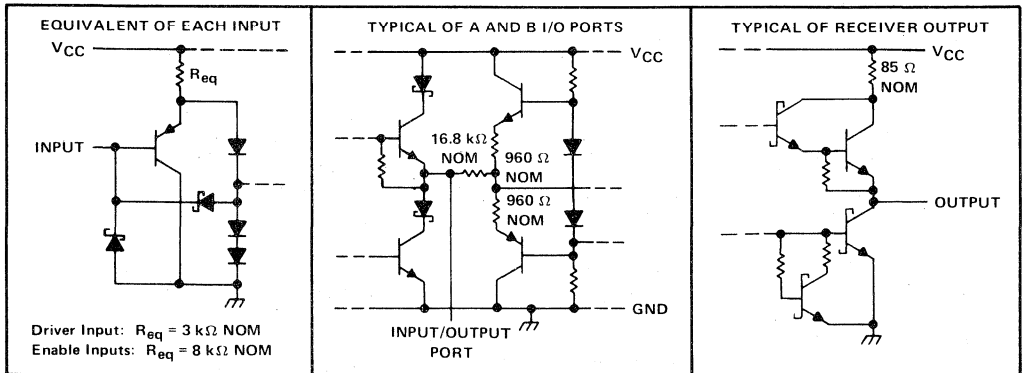 EQUIVALENT OF EACH INPUT
VCC
Req
INPUT
Driver Input: Req = 3 kΩ NOM
Enable Inputs: Req = 8 kΩ NOM
TYPICAL OF A AND B I/O PORTS
VCC
16.8 kΩ
NOM
960 Ω
NOM
960 Ω
NOM
GND
INPUT/OUTPUT
PORT
TYPICAL OF RECEIVER OUTPUT
VCC
85 Ω
NOM
OUTPUT